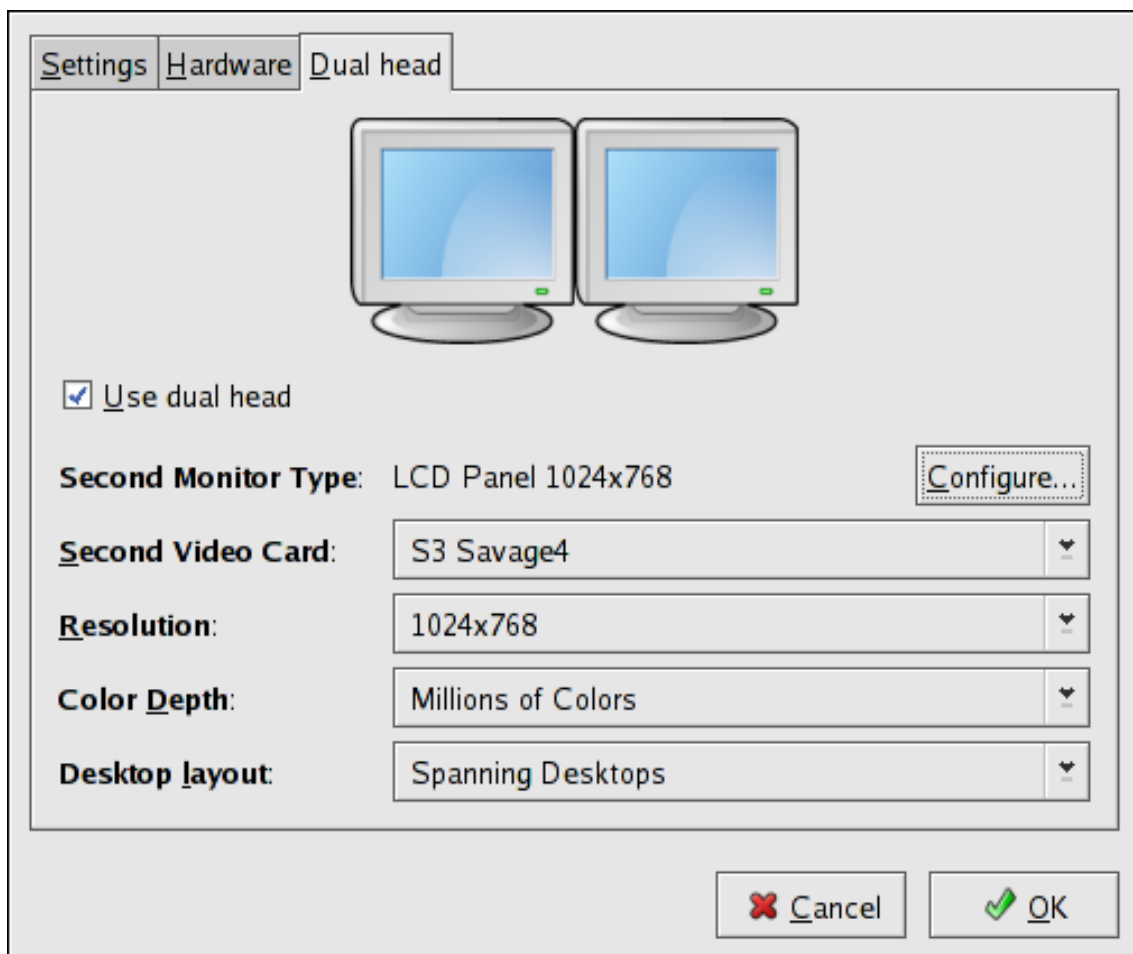 Settings Hardware Dual head
Use dual head
Second Monitor Type: LCD Panel 1024x768 Configure...
Second Video Card: S3 Savage4
Resolution: 1024x768
Color Depth: Millions of Colors
Desktop layout: Spanning Desktops
Cancel OK